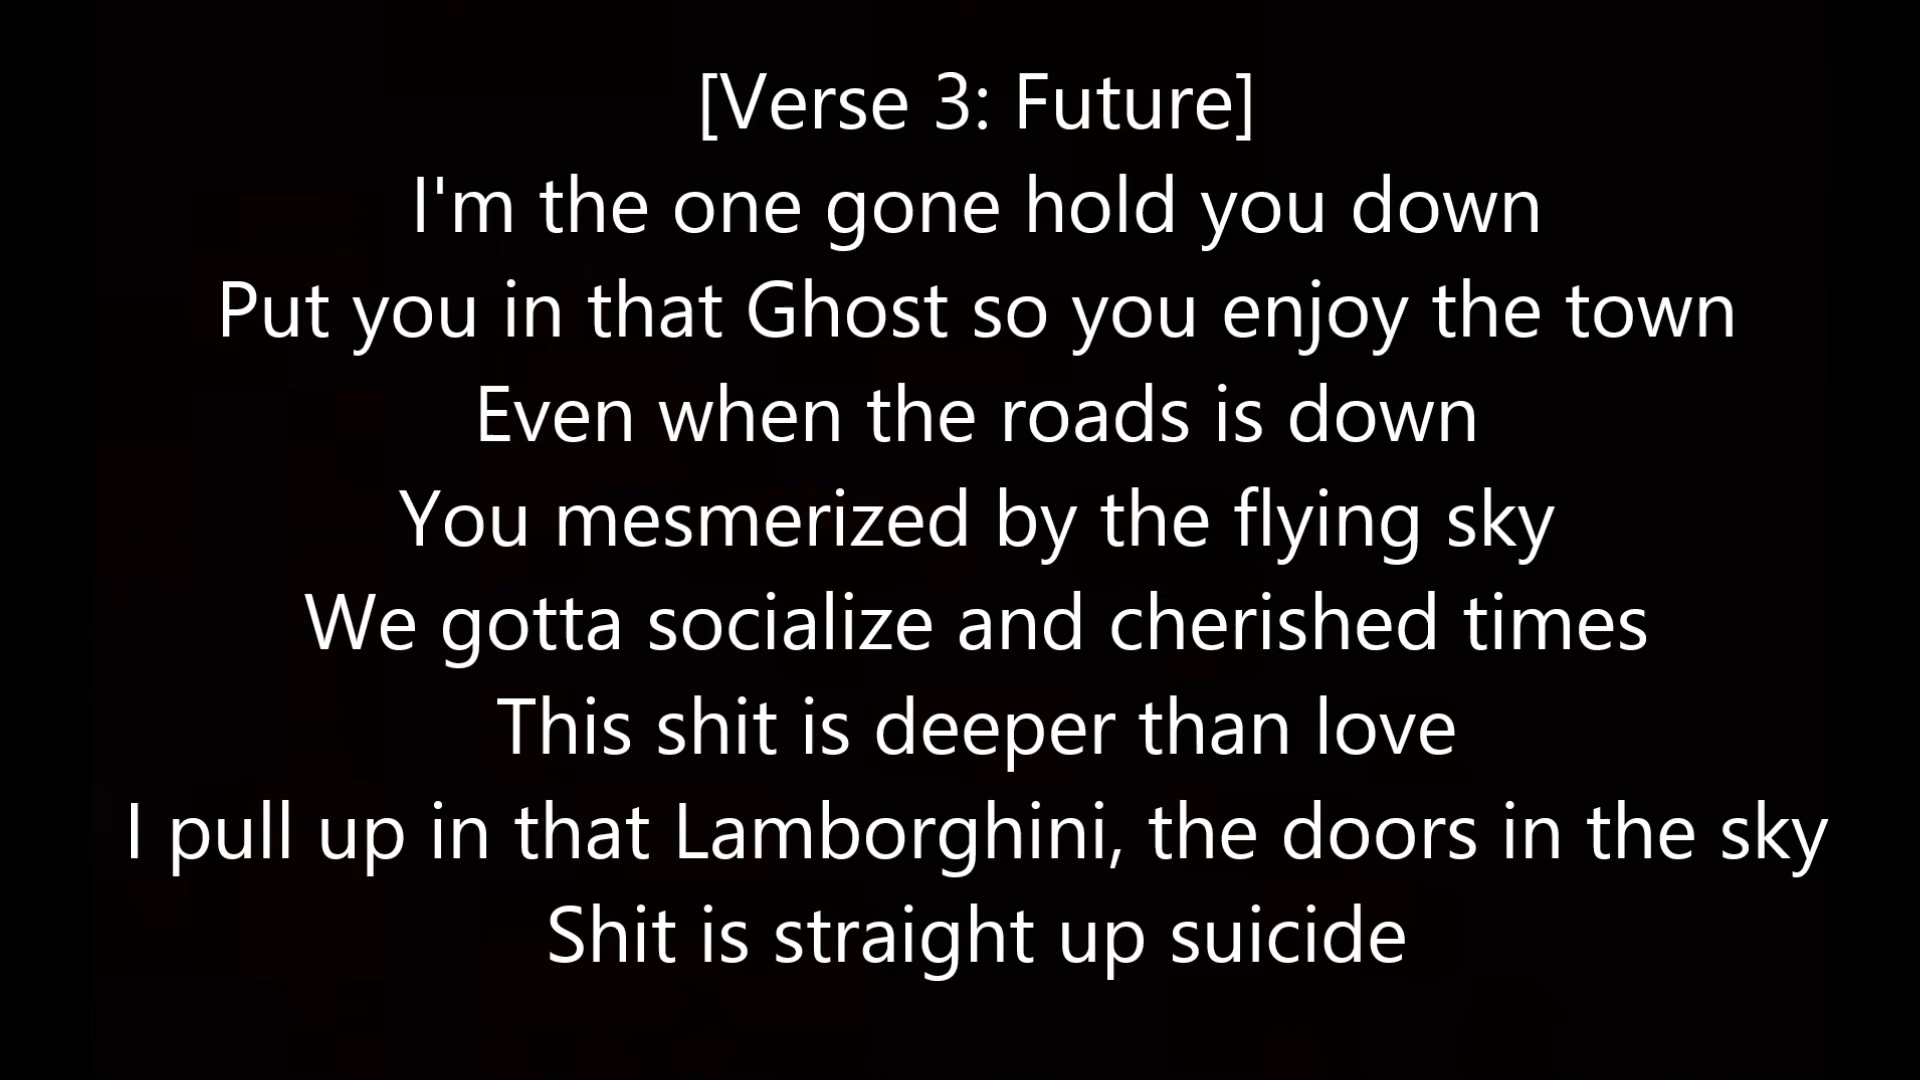 [Verse 3: Future]
I'm the one gone hold you down
Put you in that Ghost so you enjoy the town
Even when the roads is down
You mesmerized by the flying sky
We gotta socialize and cherished times
This shit is deeper than love
I pull up in that Lamborghini, the doors in the sky
Shit is straight up suicide